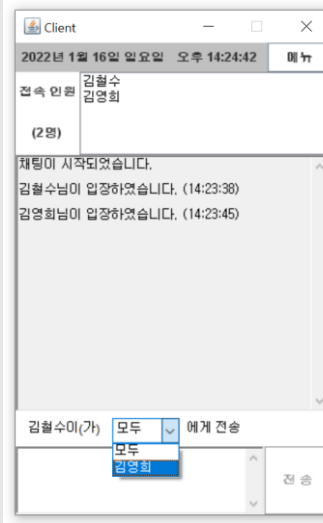 Client
2022년 1월 16일 일요일 오후 14:24:42 메뉴
접속 인원
(2명)
김철수
김영희
채팅이 시작되었습니다.
김철수님이 입장하였습니다. (14:23:38)
김영희님이 입장하였습니다. (14:23:45)
김철수이(가) 모두 에게 전송
모두
김영희
전 송